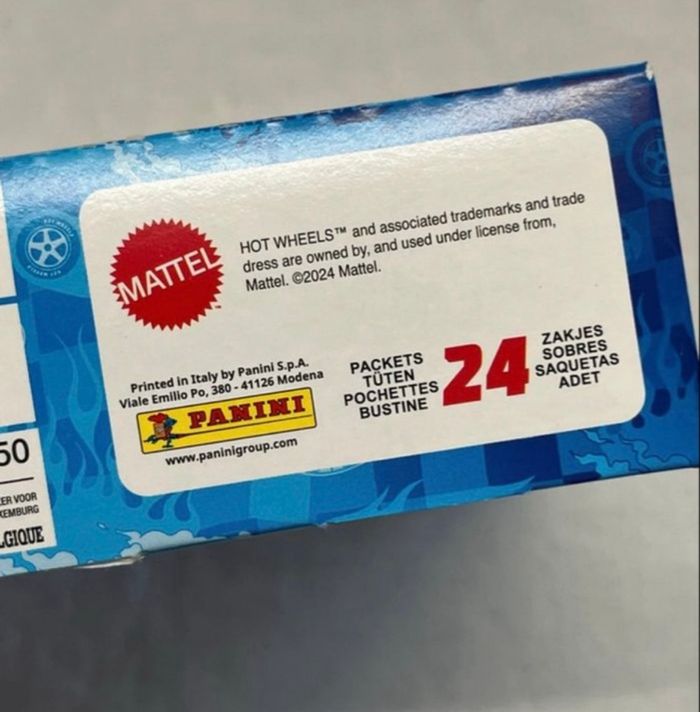 MATTEL
HOT WHEELS™ and associated trademarks and trade
dress are owned by, and used under license from,
Mattel. ©2024 Mattel.
Printed in Italy by Panini S.p.A.
Viale Emilio Po, 380 - 41126 Modena
PANINI
www.paninigroup.com
PACKETS
TÜTEN
POCHETTES
BUSTINE
24
ZAKJES
SOBRES
SAQUETAS
ADET
50
VOOR